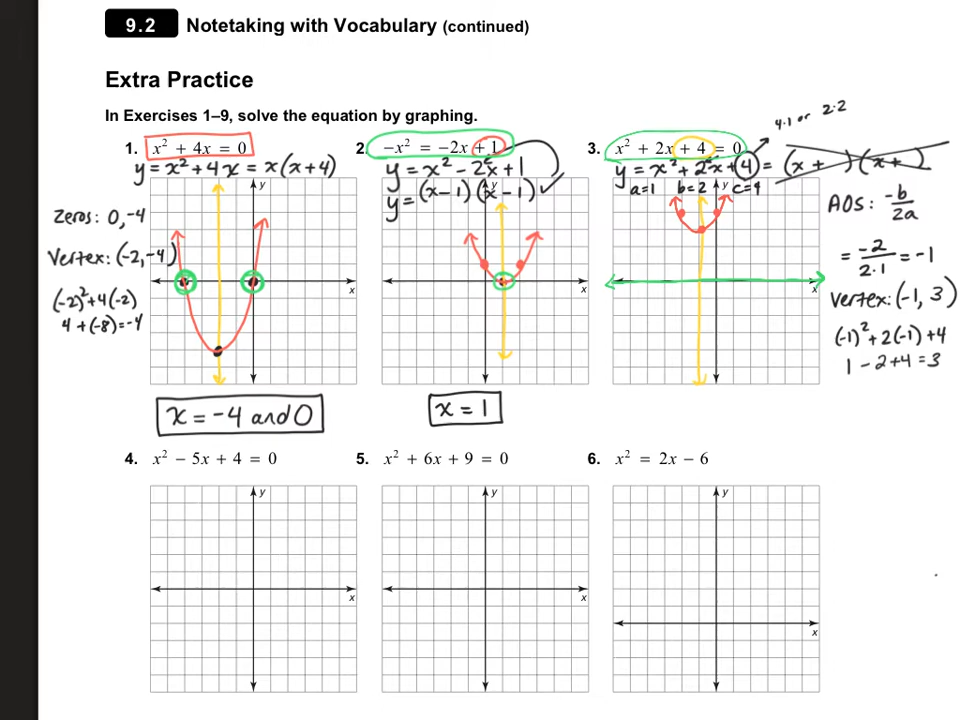 9.2 Notetaking with Vocabulary (continued)
Extra Practice
In Exercises 1–9, solve the equation by graphing.
4·1 or 2·2
1. x² + 4x = 0
2. −x² = −2x + 1
3. x² + 2x + 4 = 0
y = x² + 4x = x(x+4)
y = x² − 2x + 1
y = (x−1)(x−1)
y = x² + 2x + 4 = (x + )(x + )
a=1 b=2 c=4
Zeros: 0, -4
Vertex: (-2,-4)
(-2)²+4(-2)
4+(-8)=-4
AOS: -b/2a
= -2/2·1 = -1
Vertex: (-1, 3)
(-1)²+2(-1)+4
1-2+4=3
y
x
y
x
y
x
x = -4 and 0
x = 1
4. x² − 5x + 4 = 0
5. x² + 6x + 9 = 0
6. x² = 2x − 6
y
x
y
x
y
x